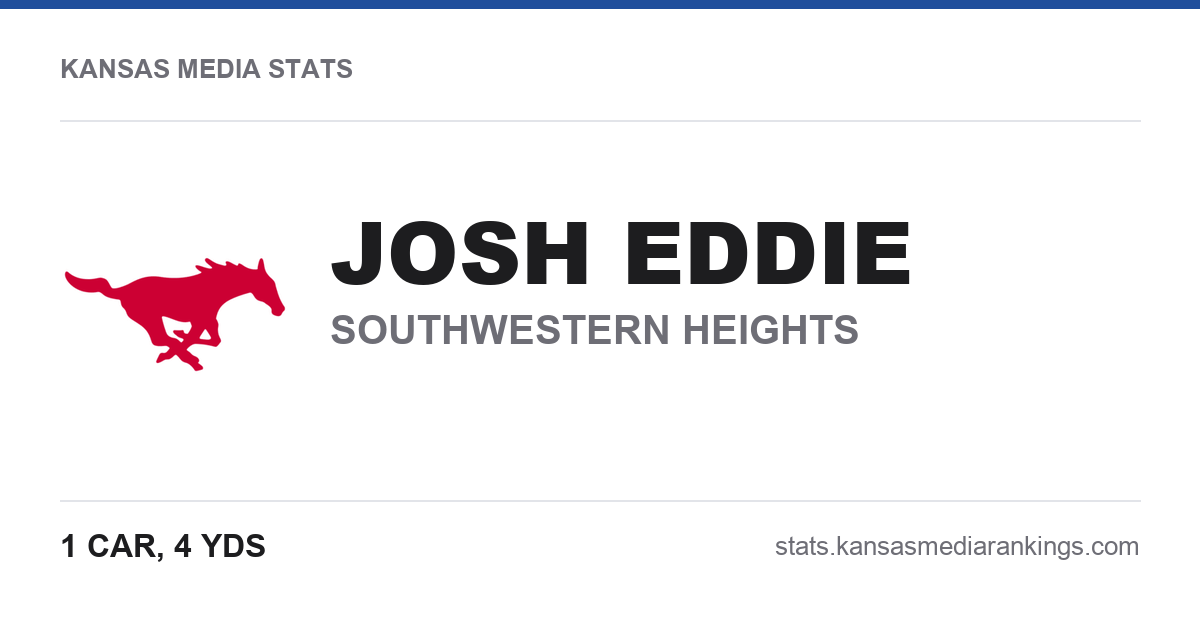 KANSAS MEDIA STATS
JOSH EDDIE
SOUTHWESTERN HEIGHTS
1 CAR, 4 YDS
stats.kansasmediarankings.com